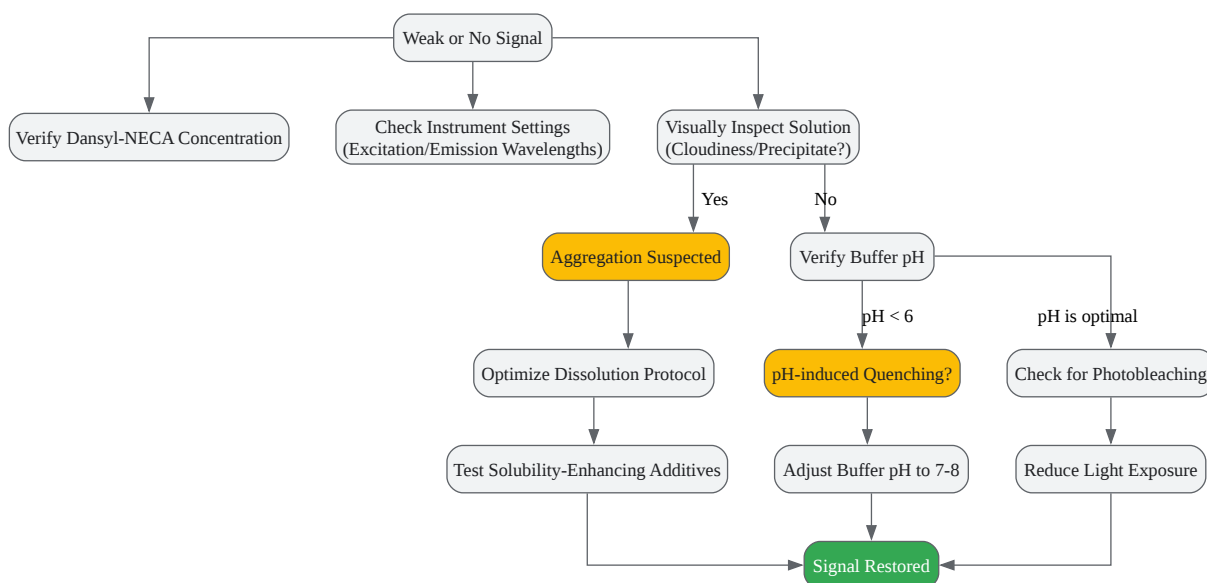 Weak or No Signal
Verify Dansyl-NECA Concentration
Check Instrument Settings
(Excitation/Emission Wavelengths)
Visually Inspect Solution
(Cloudiness/Precipitate?)
Yes
No
Aggregation Suspected
Verify Buffer pH
pH < 6
pH is optimal
Optimize Dissolution Protocol
pH-induced Quenching?
Check for Photobleaching
Test Solubility-Enhancing Additives
Adjust Buffer pH to 7-8
Reduce Light Exposure
Signal Restored